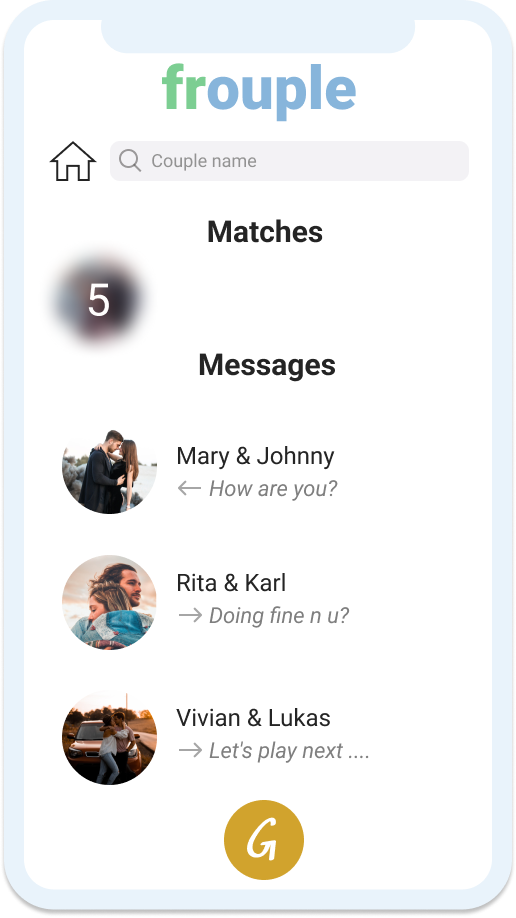 frouple
Couple name
Matches
5
Messages
Mary & Johnny
← How are you?
Rita & Karl
→ Doing fine n u?
Vivian & Lukas
→ Let's play next ....
G